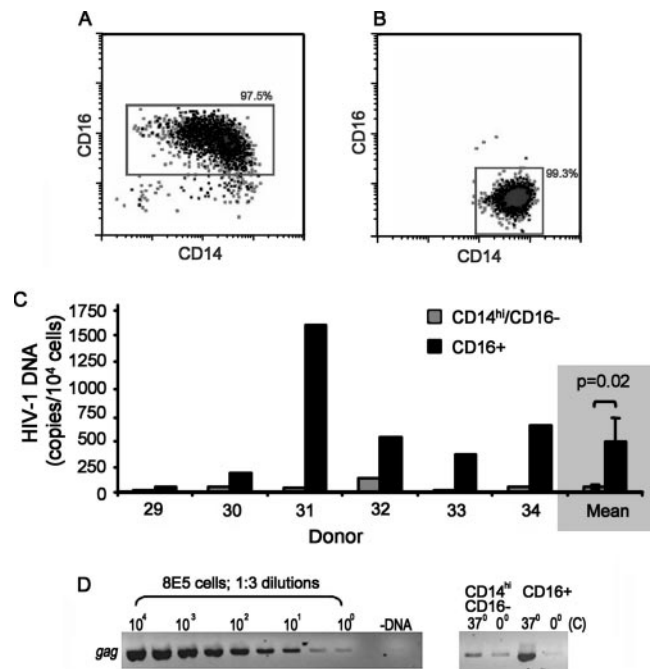 A
B
97.5%
CD16
CD14
CD16
99.3%
CD14
C
1750
1500
1250
1000
750
500
250
0
HIV-1 DNA
(copies/10⁴ cells)
CD14ʰⁱ/CD16-
CD16+
p=0.02
29 30 31 32 33 34 Mean
Donor
D
8E5 cells; 1:3 dilutions
10⁴ 10³ 10² 10¹ 10⁰ -DNA
gag
CD14ʰⁱ CD16+
CD16-
37⁰ 0⁰ 37⁰ 0⁰ (C)